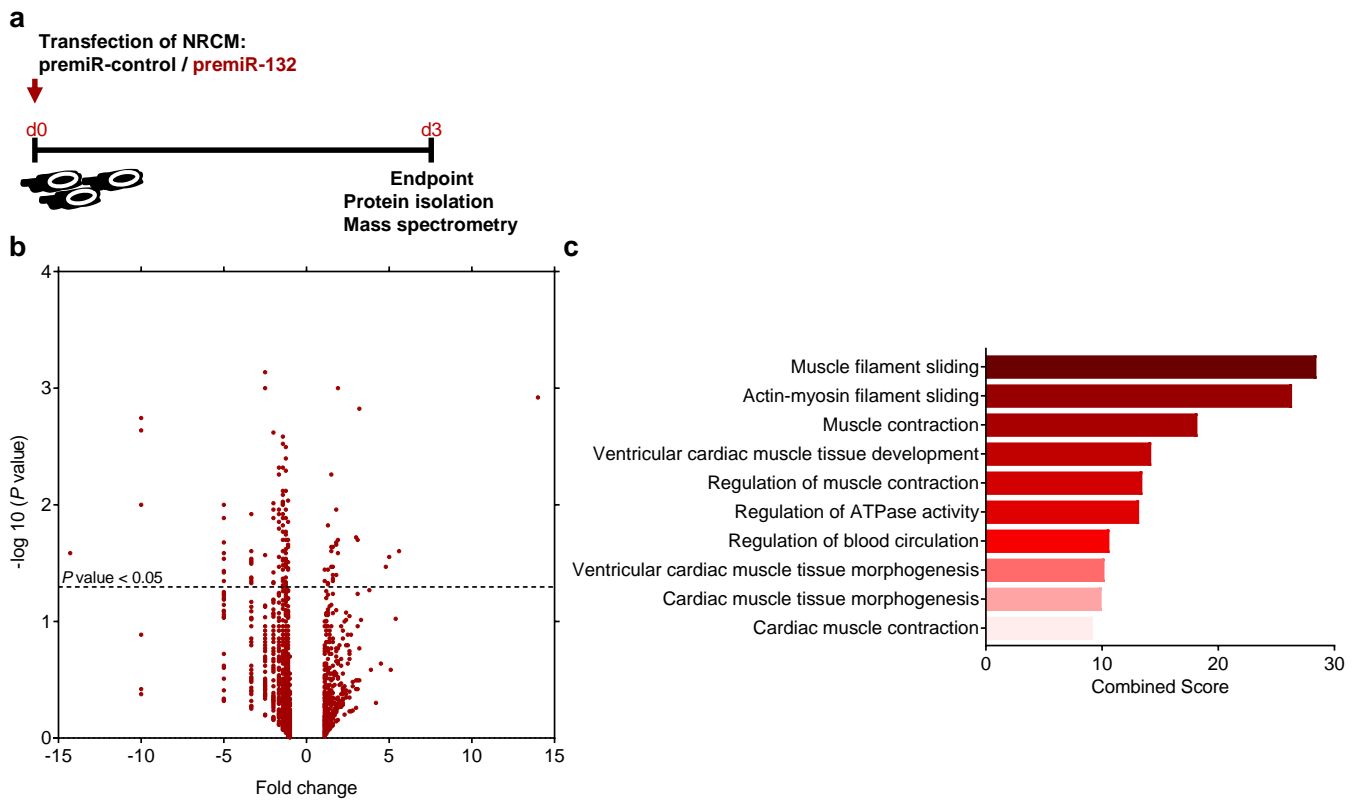 a
Transfection of NRCM:
premiR-control / premiR-132
d0
d3
Endpoint
Protein isolation
Mass spectrometry
b
4
3
2
1
0
-log 10 (P value)
P value < 0.05
-15
-10
-5
0
5
10
15
Fold change
c
Muscle filament sliding
Actin-myosin filament sliding
Muscle contraction
Ventricular cardiac muscle tissue development
Regulation of muscle contraction
Regulation of ATPase activity
Regulation of blood circulation
Ventricular cardiac muscle tissue morphogenesis
Cardiac muscle tissue morphogenesis
Cardiac muscle contraction
0
10
20
30
Combined Score